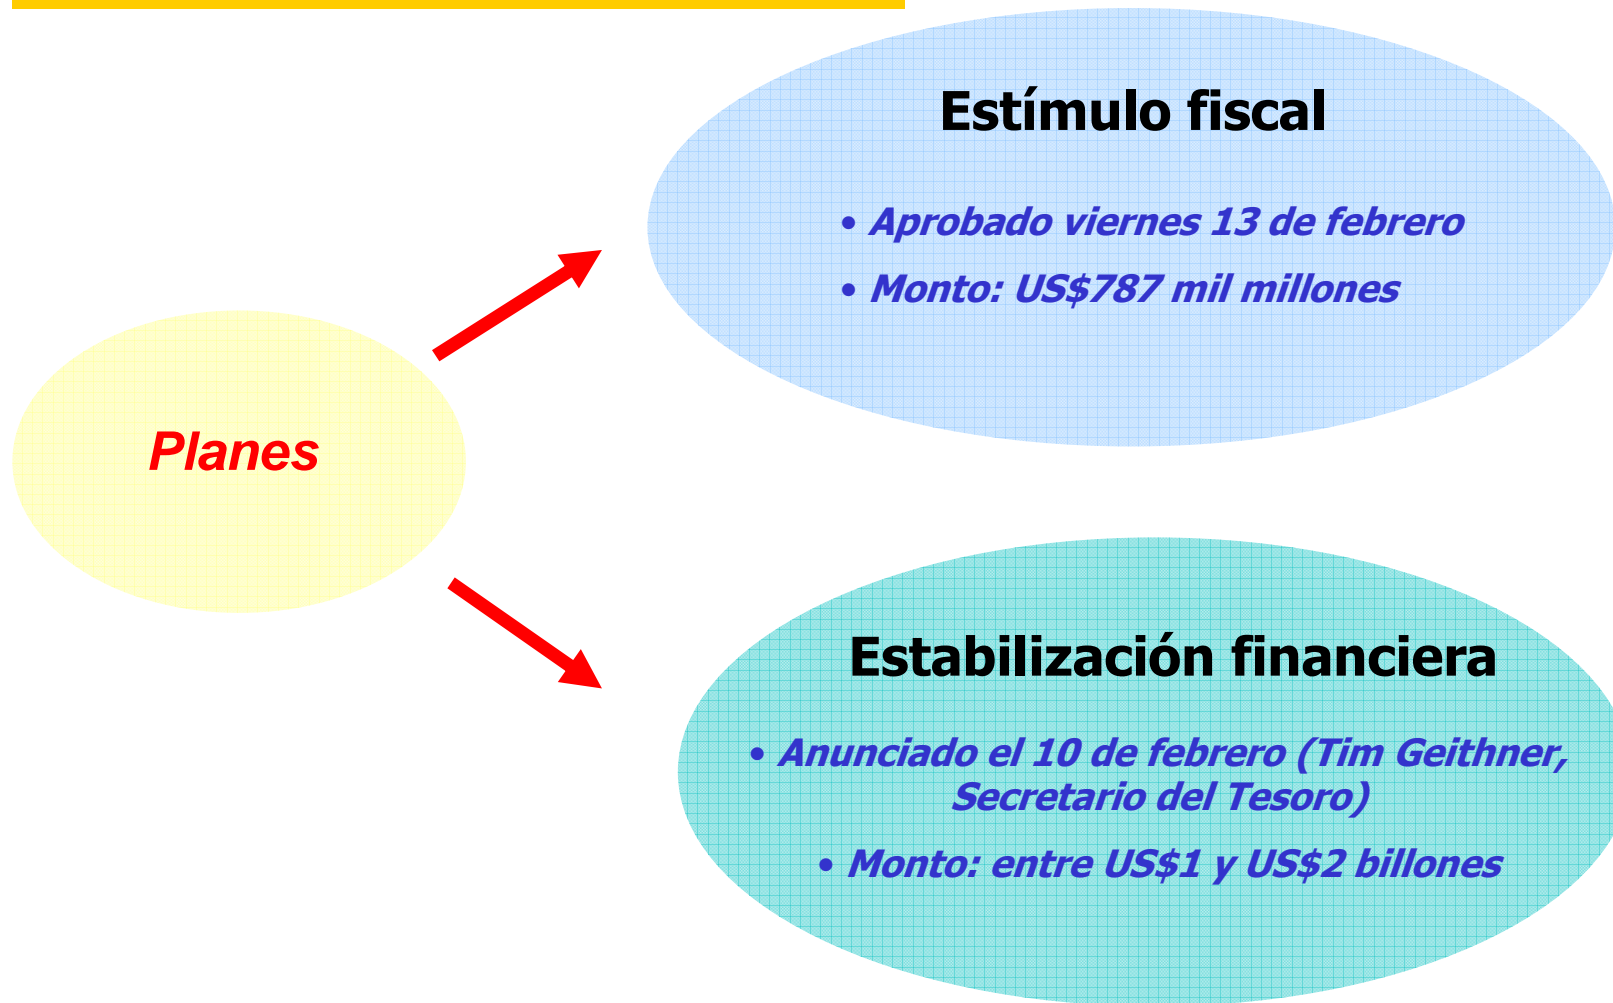 Estímulo fiscal
• Aprobado viernes 13 de febrero
• Monto: US$787 mil millones
Planes
Estabilización financiera
• Anunciado el 10 de febrero (Tim Geithner,
Secretario del Tesoro)
• Monto: entre US$1 y US$2 billones